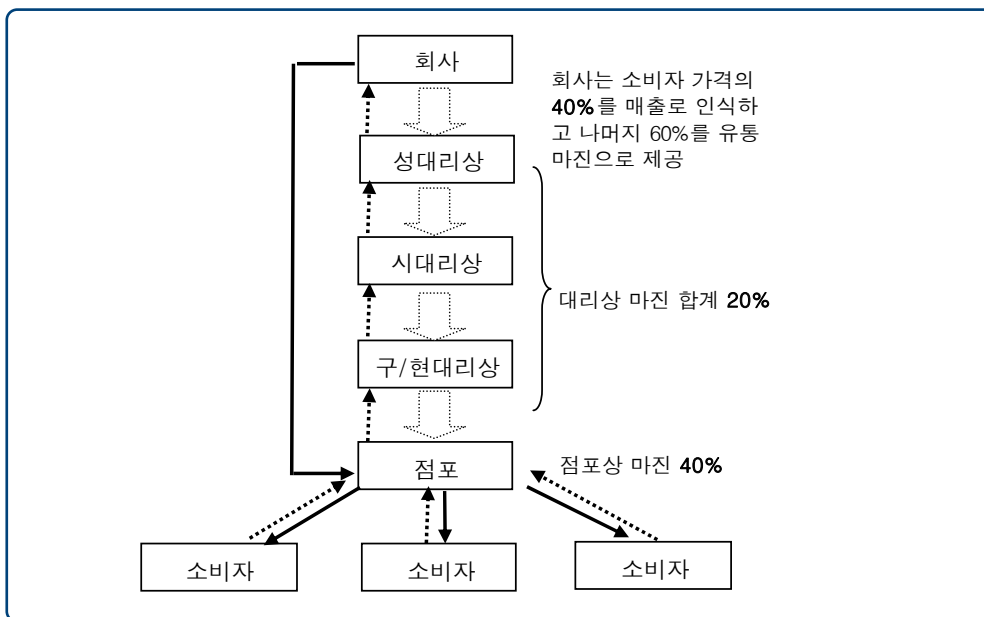 회사
회사는 소비자 가격의
40%를 매출로 인식하
고 나머지 60%를 유통
마진으로 제공
성대리상
시대리상
대리상 마진 합계 20%
구/현대리상
점포
점포상 마진 40%
소비자
소비자
소비자